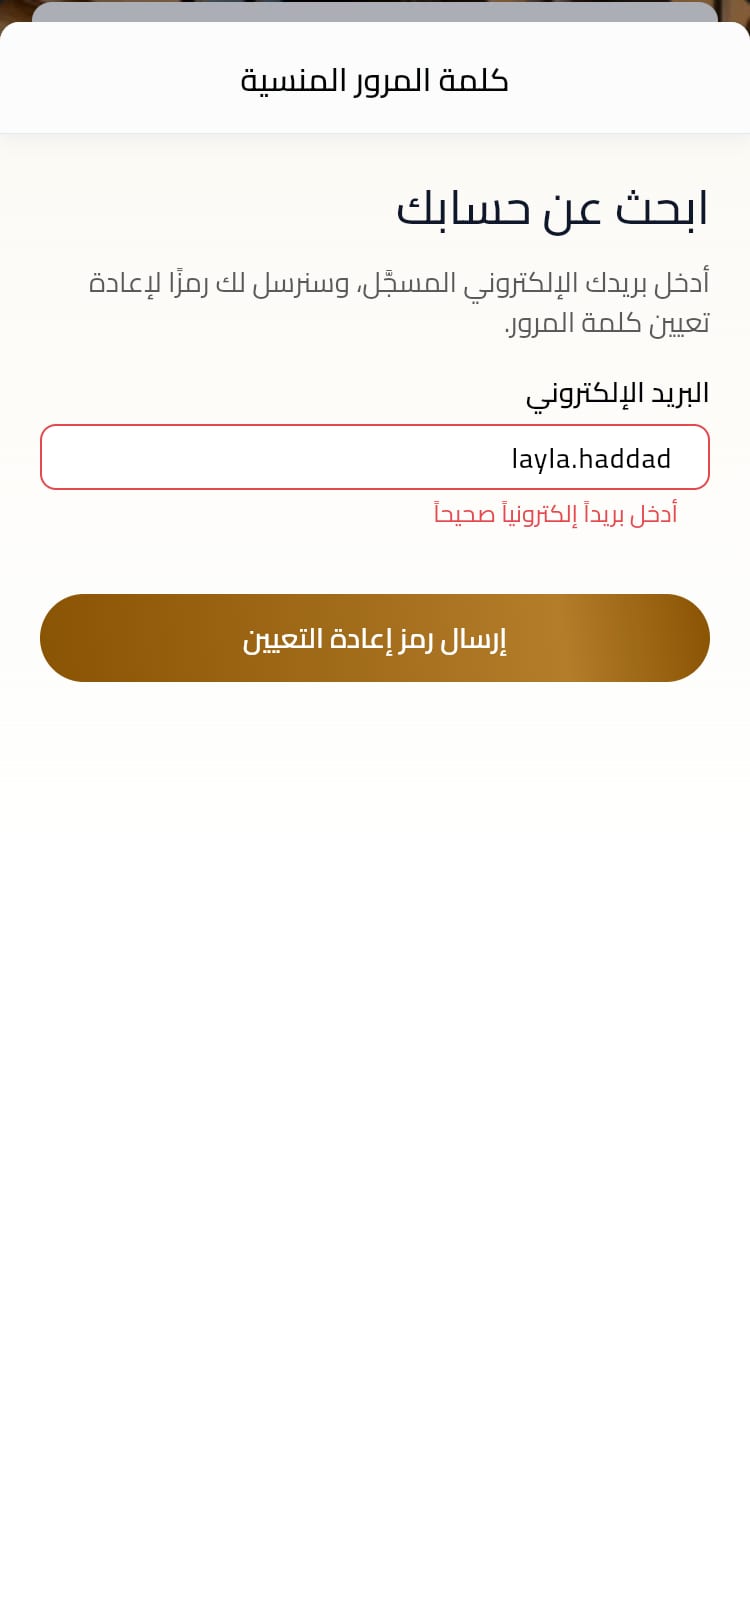 كلمة المرور المنسية
ابحث عن حسابك
أدخل بريدك الإلكتروني المسجَّل، وسنرسل لك رمزًا لإعادة
تعيين كلمة المرور.
البريد الإلكتروني
layla.haddad
أدخل بريداً إلكترونياً صحيحاً
إرسال رمز إعادة التعيين